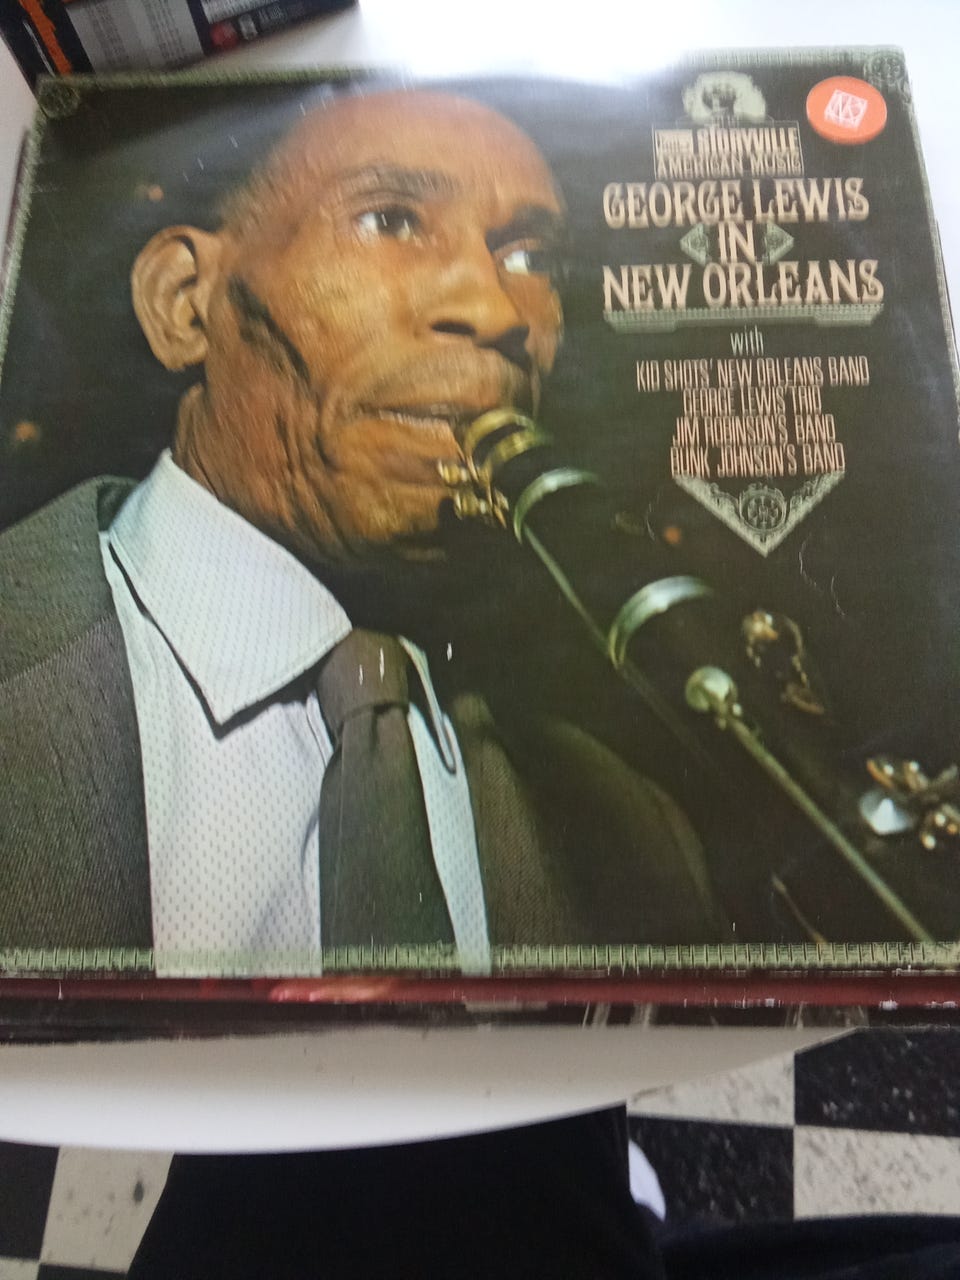 STORYVILLE
AMERICAN MUSIC
GEORGE LEWIS
IN
NEW ORLEANS
with
KID SHOTS' NEW ORLEANS BAND
GEORGE LEWIS TRIO
JIM ROBINSON'S BAND
BUNK JOHNSON'S BAND